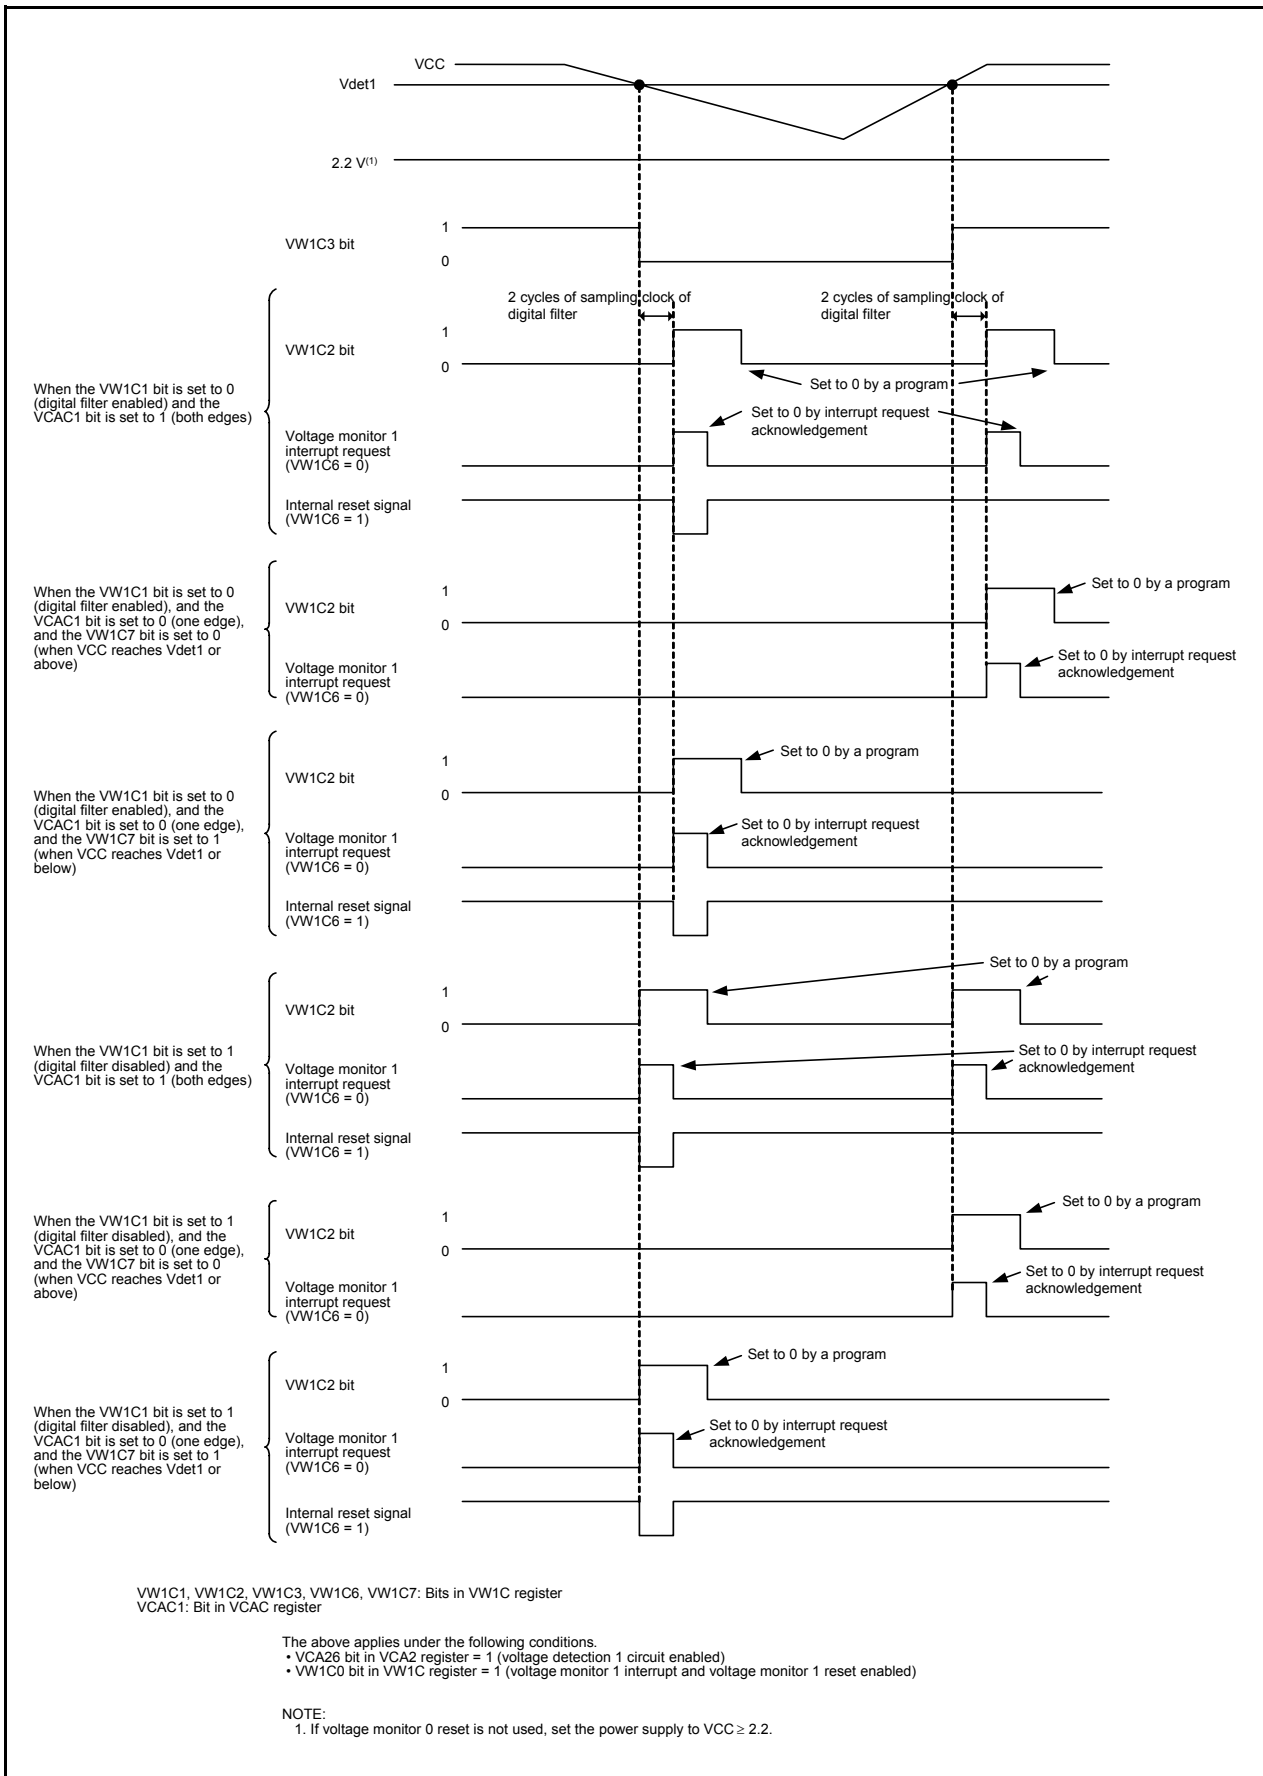 VCC
Vdet1
2.2 V(1)
VW1C3 bit
1
0
2 cycles of sampling clock of
digital filter
2 cycles of sampling clock of
digital filter
When the VW1C1 bit is set to 0
(digital filter enabled) and the
VCAC1 bit is set to 1 (both edges)
VW1C2 bit
1
0
Set to 0 by a program
Voltage monitor 1
interrupt request
(VW1C6 = 0)
Set to 0 by interrupt request
acknowledgement
Internal reset signal
(VW1C6 = 1)
When the VW1C1 bit is set to 0
(digital filter enabled), and the
VCAC1 bit is set to 0 (one edge),
and the VW1C7 bit is set to 0
(when VCC reaches Vdet1 or
above)
VW1C2 bit
1
0
Set to 0 by a program
Voltage monitor 1
interrupt request
(VW1C6 = 0)
Set to 0 by interrupt request
acknowledgement
When the VW1C1 bit is set to 0
(digital filter enabled), and the
VCAC1 bit is set to 0 (one edge),
and the VW1C7 bit is set to 1
(when VCC reaches Vdet1 or
below)
VW1C2 bit
1
0
Set to 0 by a program
Voltage monitor 1
interrupt request
(VW1C6 = 0)
Set to 0 by interrupt request
acknowledgement
Internal reset signal
(VW1C6 = 1)
When the VW1C1 bit is set to 1
(digital filter disabled) and the
VCAC1 bit is set to 1 (both edges)
VW1C2 bit
1
0
Set to 0 by a program
Voltage monitor 1
interrupt request
(VW1C6 = 0)
Set to 0 by interrupt request
acknowledgement
Internal reset signal
(VW1C6 = 1)
When the VW1C1 bit is set to 1
(digital filter disabled), and the
VCAC1 bit is set to 0 (one edge),
and the VW1C7 bit is set to 0
(when VCC reaches Vdet1 or
above)
VW1C2 bit
1
0
Set to 0 by a program
Voltage monitor 1
interrupt request
(VW1C6 = 0)
Set to 0 by interrupt request
acknowledgement
When the VW1C1 bit is set to 1
(digital filter disabled), and the
VCAC1 bit is set to 0 (one edge),
and the VW1C7 bit is set to 1
(when VCC reaches Vdet1 or
below)
VW1C2 bit
1
0
Set to 0 by a program
Voltage monitor 1
interrupt request
(VW1C6 = 0)
Set to 0 by interrupt request
acknowledgement
Internal reset signal
(VW1C6 = 1)
VW1C1, VW1C2, VW1C3, VW1C6, VW1C7: Bits in VW1C register
VCAC1: Bit in VCAC register
The above applies under the following conditions.
• VCA26 bit in VCA2 register = 1 (voltage detection 1 circuit enabled)
• VW1C0 bit in VW1C register = 1 (voltage monitor 1 interrupt and voltage monitor 1 reset enabled)
NOTE:
1. If voltage monitor 0 reset is not used, set the power supply to VCC ≥ 2.2.